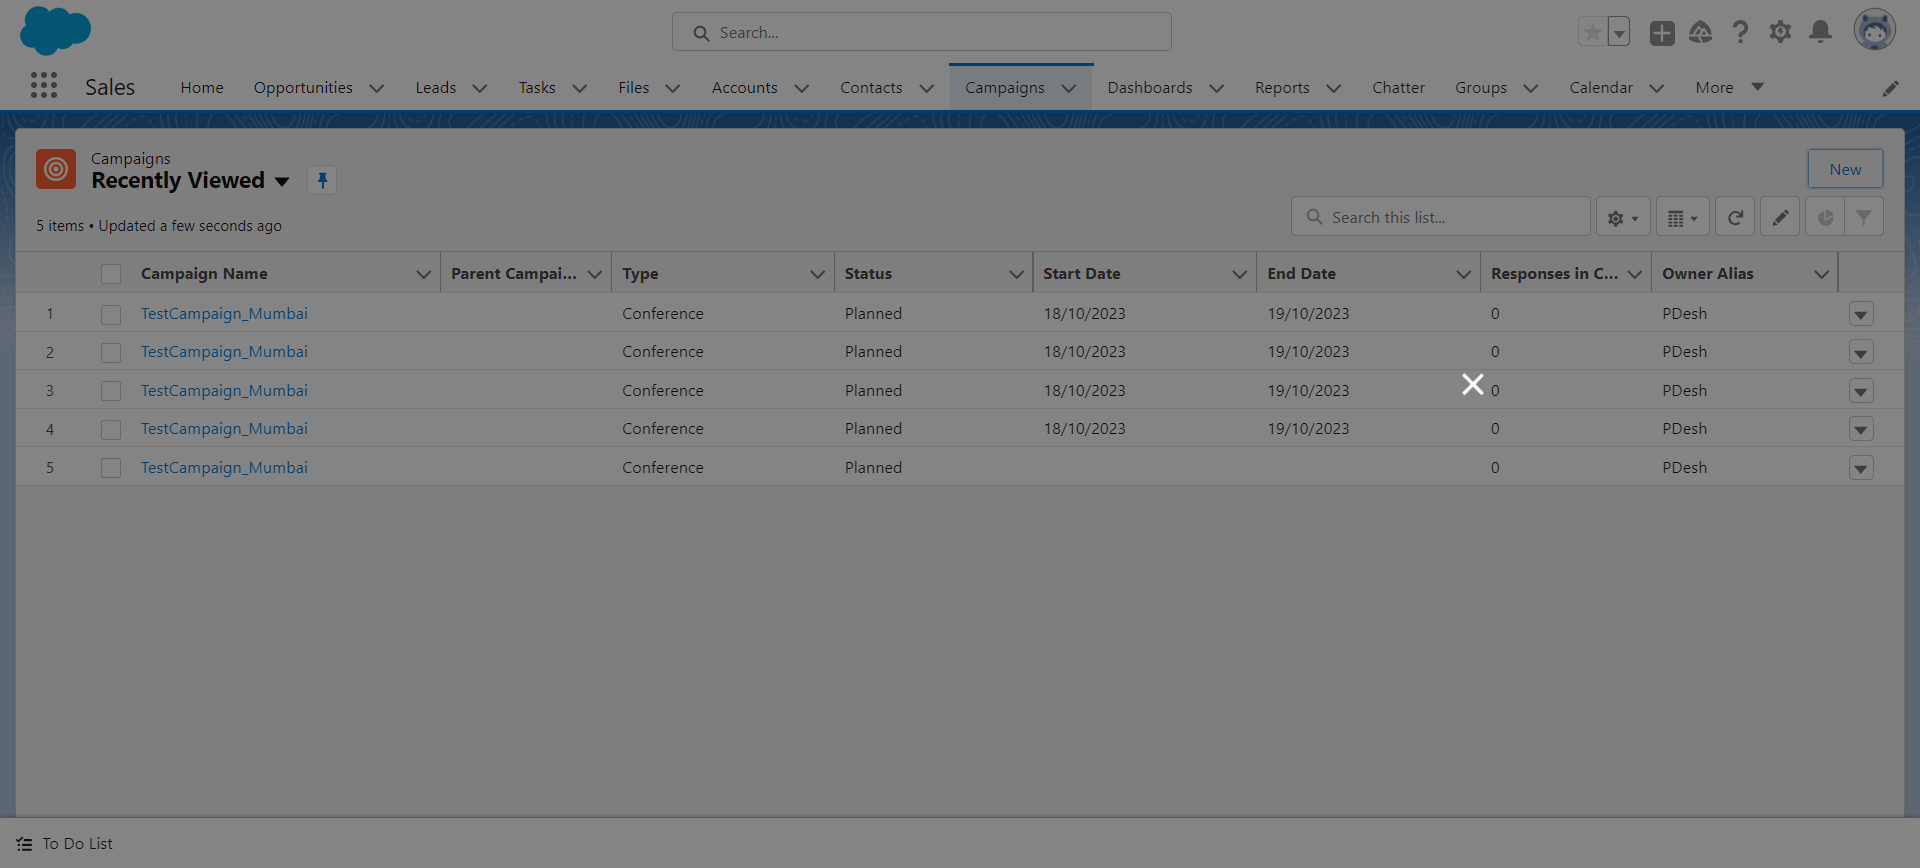 Search...
Sales Home Opportunities Leads Tasks Files Accounts Contacts Campaigns Dashboards Reports Chatter Groups Calendar More
Campaigns
Recently Viewed
New
5 items • Updated a few seconds ago
Search this list...
Campaign Name Parent Campai... Type Status Start Date End Date Responses in C... Owner Alias
1 TestCampaign_Mumbai Conference Planned 18/10/2023 19/10/2023 0 PDesh
2 TestCampaign_Mumbai Conference Planned 18/10/2023 19/10/2023 0 PDesh
3 TestCampaign_Mumbai Conference Planned 18/10/2023 19/10/2023 0 PDesh
4 TestCampaign_Mumbai Conference Planned 18/10/2023 19/10/2023 0 PDesh
5 TestCampaign_Mumbai Conference Planned 0 PDesh
To Do List